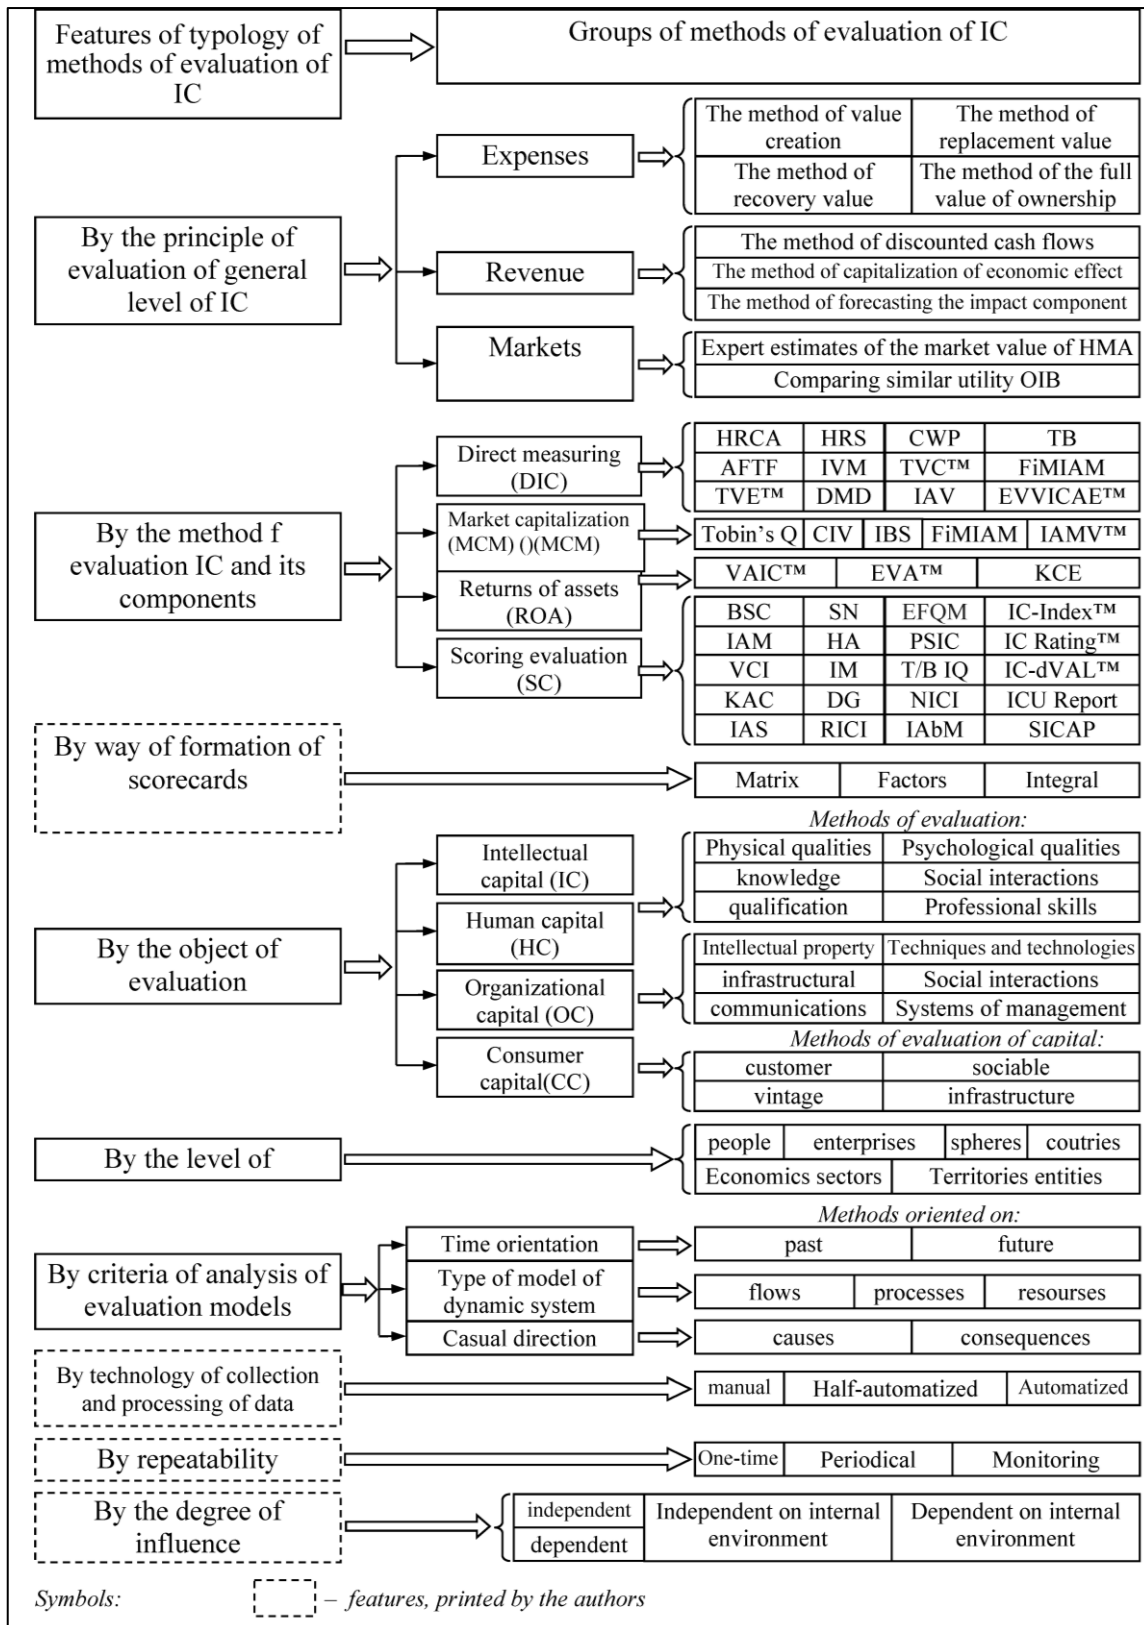 Features of typology of
methods of evaluation of
IC
Groups of methods of evaluation of IC
By the principle of
evaluation of general
level of IC
Expenses
The method of value
creation
The method of
replacement value
The method of
recovery value
The method of the full
value of ownership
Revenue
The method of discounted cash flows
The method of capitalization of economic effect
The method of forecasting the impact component
Markets
Expert estimates of the market value of HMA
Comparing similar utility OIB
By the method f
evaluation IC and its
components
Direct measuring
(DIC)
HRCA HRS CWP TB
AFTF IVM TVC™ FiMIAM
TVE™ DMD IAV EVVICAE™
Market capitalization
(MCM) ()(MCM)
Tobin's Q CIV IBS FiMIAM IAMV™
Returns of assets
(ROA)
VAIC™ EVA™ KCE
Scoring evaluation
(SC)
BSC SN EFQM IC-Index™
IAM HA PSIC IC Rating™
VCI IM T/B IQ IC-dVAL™
KAC DG NICI ICU Report
IAS RICI IAbM SICAP
By way of formation of
scorecards
Matrix Factors Integral
By the object of
evaluation
Methods of evaluation:
Intellectual
capital (IC)
Human capital
(HC)
Physical qualities Psychological qualities
knowledge Social interactions
qualification Professional skills
Organizational
capital (OC)
Intellectual property Techniques and technologies
infrastructural Social interactions
communications Systems of management
Methods of evaluation of capital:
Consumer
capital(CC)
customer sociable
vintage infrastructure
By the level of
people enterprises spheres coutries
Economics sectors Territories entities
Methods oriented on:
By criteria of analysis of
evaluation models
Time orientation
past future
Type of model of
dynamic system
flows processes resourses
Casual direction
causes consequences
By technology of collection
and processing of data
manual Half-automatized Automatized
By repeatability
One-time Periodical Monitoring
By the degree of
influence
independent
dependent
Independent on internal
environment
Dependent on internal
environment
Symbols: – features, printed by the authors